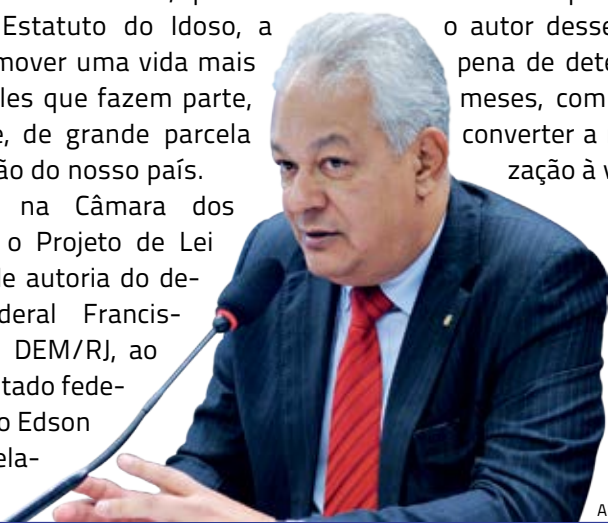 Estatuto do Idoso, a
mover uma vida mais
les que fazem parte,
e, de grande parcela
ão do nosso país.
na Câmara dos
o Projeto de Lei
de autoria do de-
deral Francis-
DEM/RJ, ao
tado fede-
o Edson
ela-
o autor desse
pena de dete
meses, com
converter a
zação à v
A